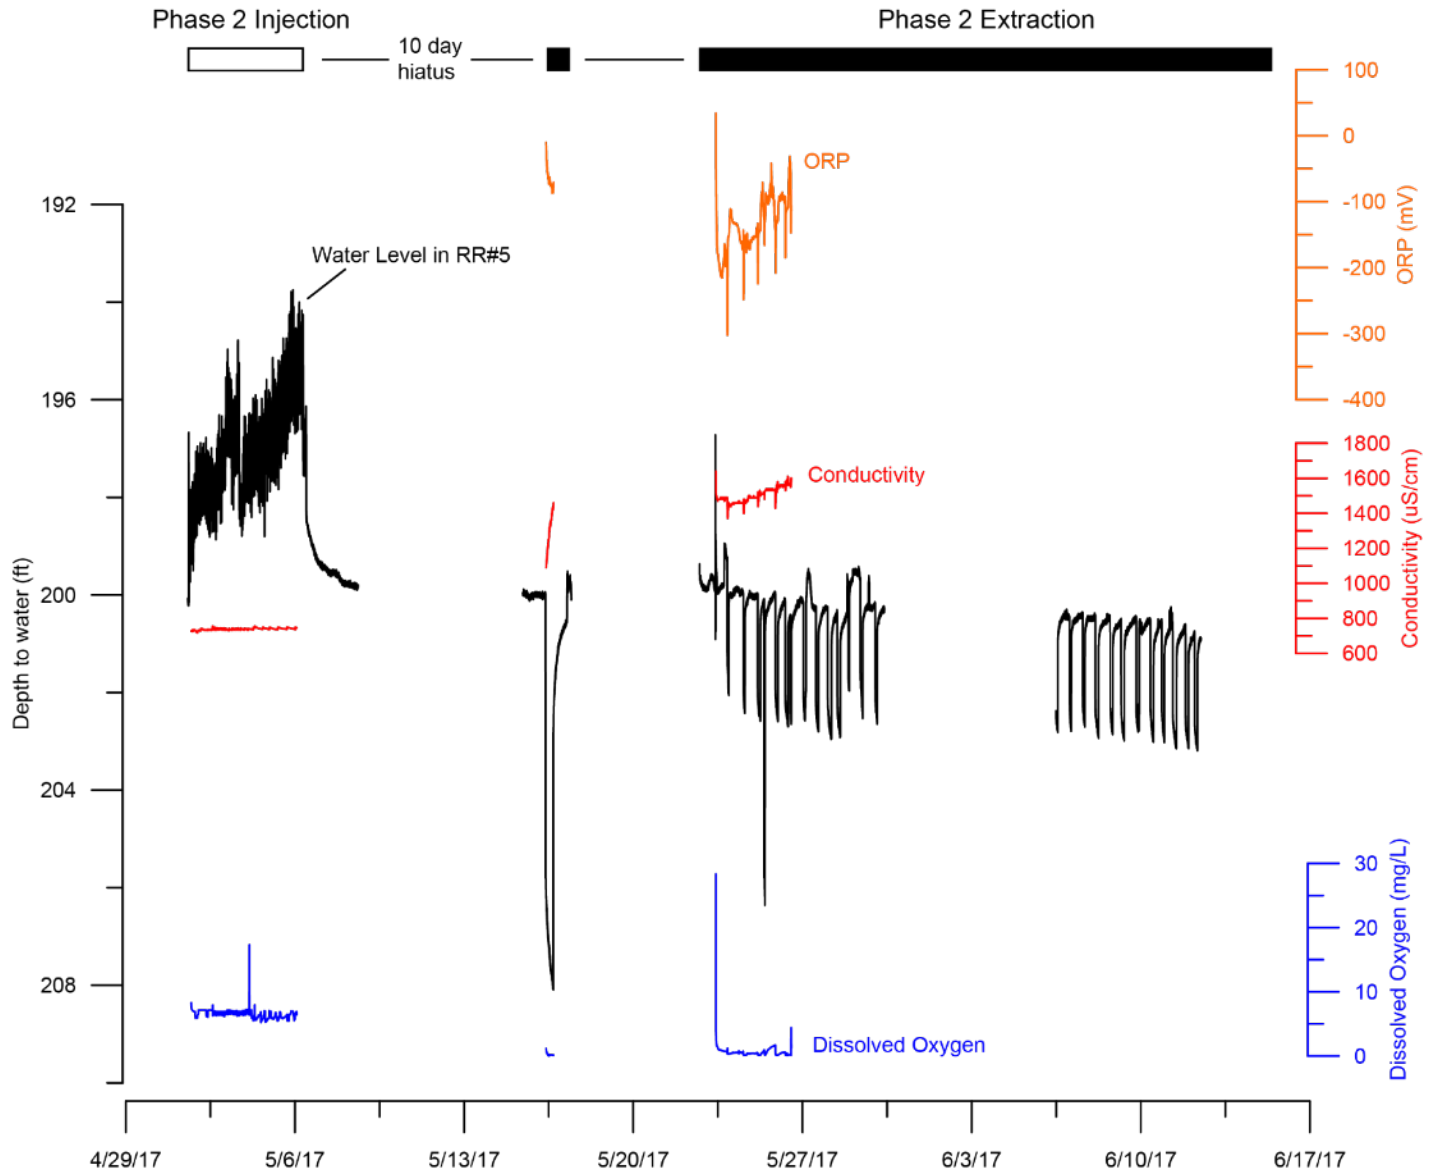 Phase 2 Injection
Phase 2 Extraction
10 day
hiatus
100
0
-100
-200
-300
-400
ORP (mV)
ORP
192
196
200
204
208
Depth to water (ft)
Water Level in RR#5
1800
1600
1400
1200
1000
800
600
Conductivity (uS/cm)
Conductivity
30
20
10
0
Dissolved Oxygen (mg/L)
Dissolved Oxygen
4/29/17
5/6/17
5/13/17
5/20/17
5/27/17
6/3/17
6/10/17
6/17/17